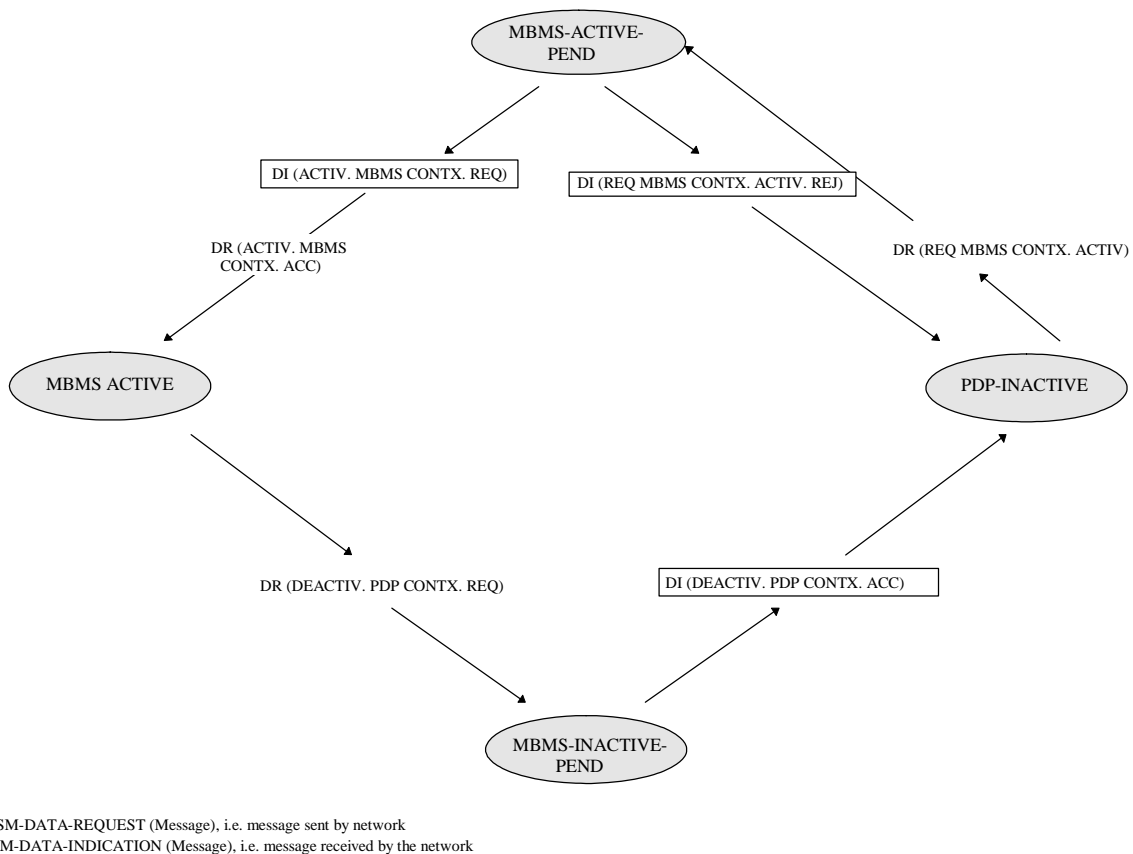 MBMS-ACTIVE-
PEND
DI (ACTIV. MBMS CONTX. REQ)
DI (REQ MBMS CONTX. ACTIV. REJ)
DR (ACTIV. MBMS
CONTX. ACC)
DR (REQ MBMS CONTX. ACTIV)
MBMS ACTIVE
PDP-INACTIVE
DR (DEACTIV. PDP CONTX. REQ)
DI (DEACTIV. PDP CONTX. ACC)
MBMS-INACTIVE-
PEND
SM-DATA-REQUEST (Message), i.e. message sent by network
M-DATA-INDICATION (Message), i.e. message received by the network